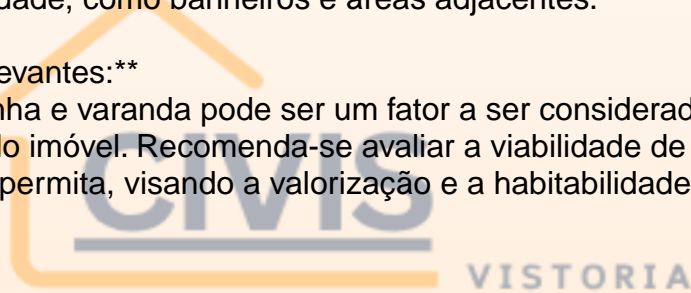 dade, como banheiros e áreas adjacentes.
evantes:**
nha e varanda pode ser um fator a ser considerad
lo imóvel. Recomenda-se avaliar a viabilidade de
permita, visando a valorização e a habitabilidade
CIVIS
VISTORIA